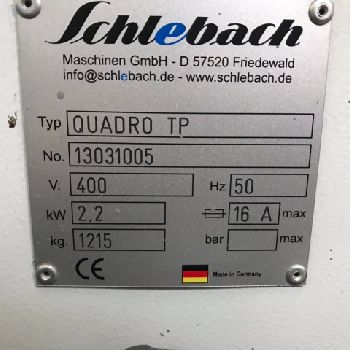 Schlebach
Maschinen GmbH - D 57520 Friedewald
info@schlebach.de - www.schlebach.de
Typ QUADRO TP
No. 13031005
V. 400 Hz 50
kW 2.2 16 A max
kg. 1215 bar max
CE Made in Germany